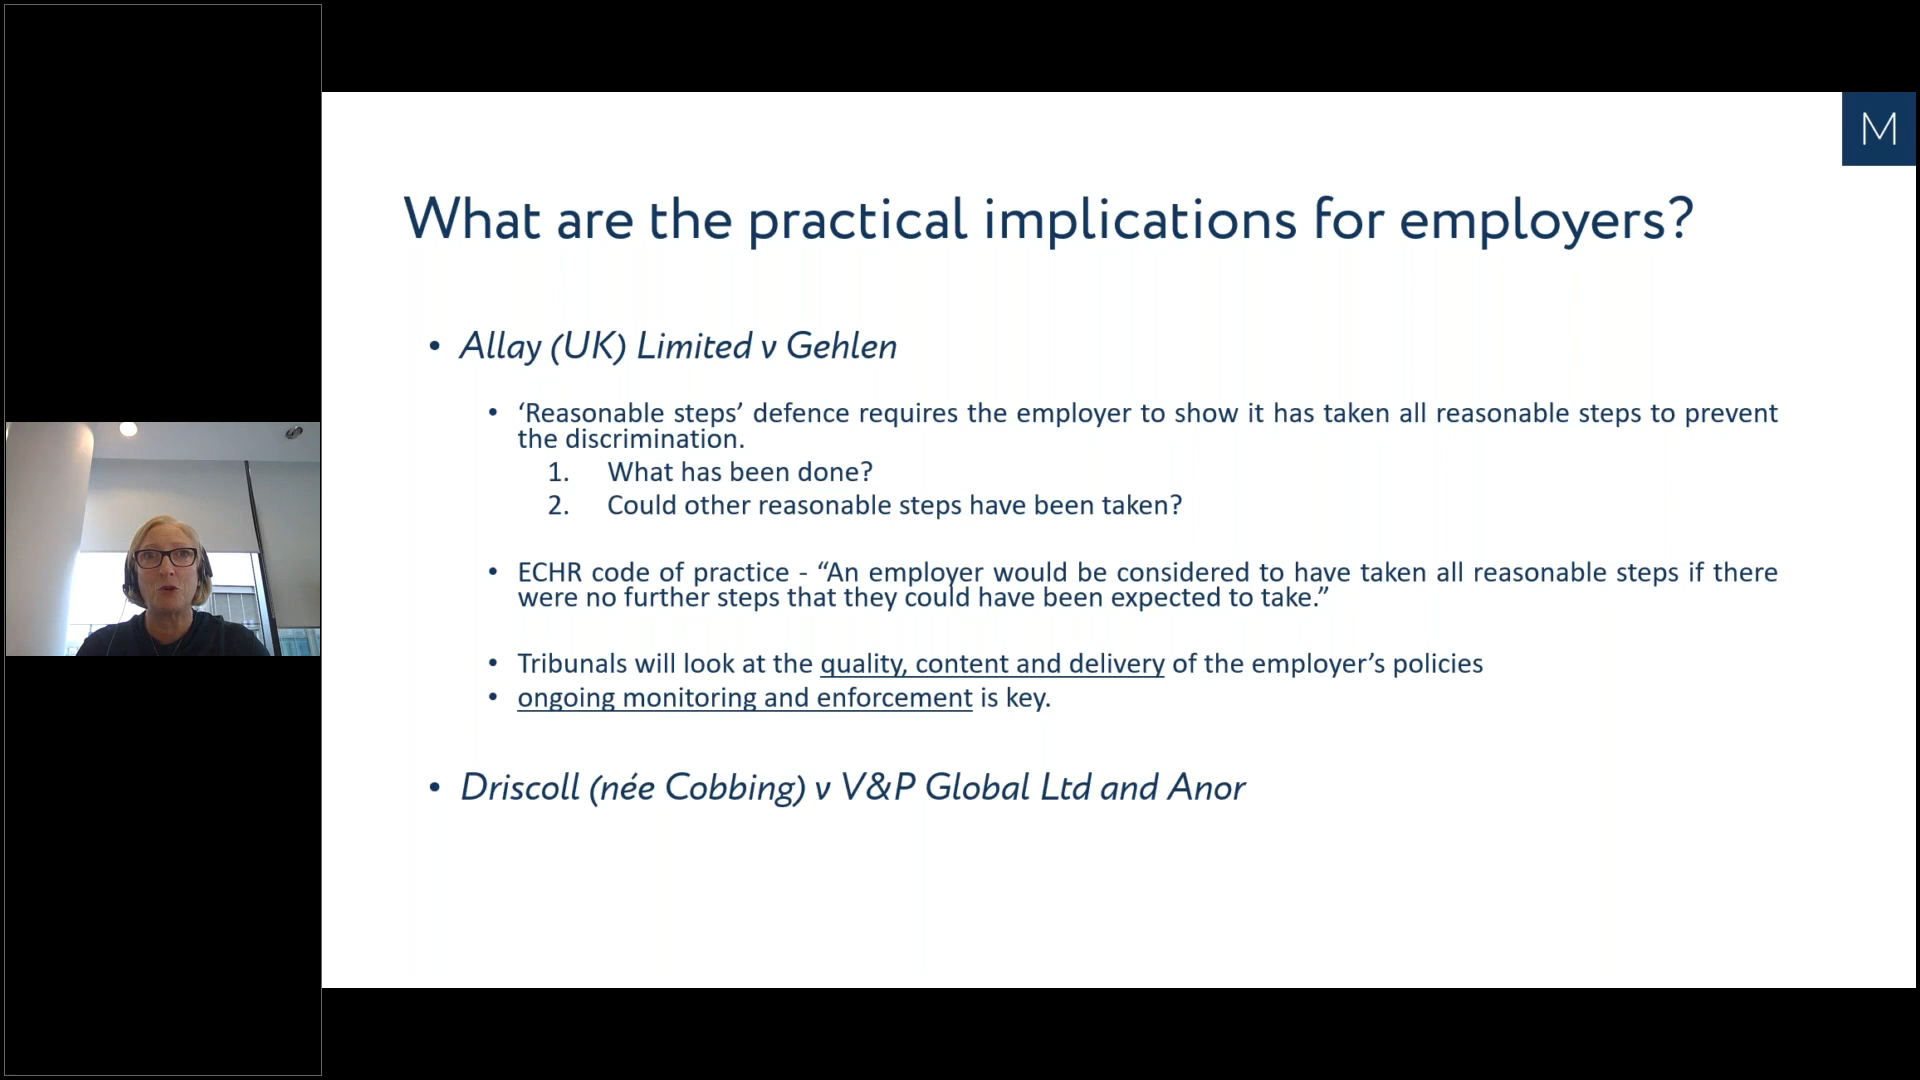 M
What are the practical implications for employers?
• Allay (UK) Limited v Gehlen
• ‘Reasonable steps’ defence requires the employer to show it has taken all reasonable steps to prevent
the discrimination.
1. What has been done?
2. Could other reasonable steps have been taken?
• ECHR code of practice - “An employer would be considered to have taken all reasonable steps if there
were no further steps that they could have been expected to take.”
• Tribunals will look at the quality, content and delivery of the employer’s policies
• ongoing monitoring and enforcement is key.
• Driscoll (née Cobbing) v V&P Global Ltd and Anor